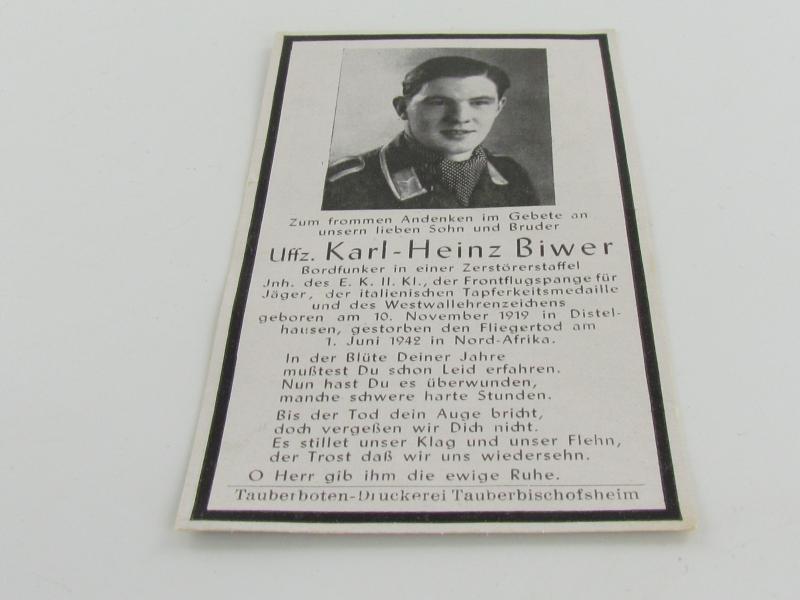 Zum frommen Andenken im Gebete an
unsern lieben Sohn und Bruder
Uffz. Karl-Heinz Biwer
Bordfunker in einer Zerstörerstaffel
Jnh. des E. K. II. Kl., der Frontflugspange für
Jäger, der italienischen Tapferkeitsmedaille
und des Westwallehrenzeichens
geboren am 10. November 1919 in Distel-
hausen, gestorben den Fliegertod am
1. Juni 1942 in Nord-Afrika.
In der Blüte Deiner Jahre
mußtest Du schon Leid erfahren.
Nun hast Du es überwunden,
manche schwere harte Stunden.
Bis der Tod dein Auge bricht,
doch vergeßen wir Dich nicht.
Es stillet unser Klag und unser Flehn,
der Trost daß wir uns wiedersehn.
O Herr gib ihm die ewige Ruhe.
Tauberboten-Druckerei Tauberbischofsheim